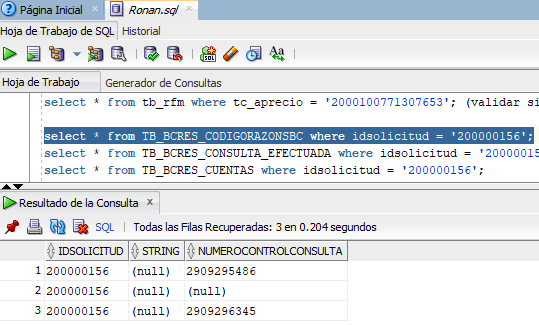 Página Inicial Ronan.sql
Hoja de Trabajo de SQL Historial
Aa
Hoja de Trabajo Generador de Consultas
select * from tb_rfm where tc_aprecio = '2000100771307653'; (validar si
select * from TB_BCRES_CODIGORAZONSBC where idsolicitud = '200000156';
select * from TB_BCRES_CONSULTA_EFECTUADA where idsolicitud = '20000015
select * from TB_BCRES_CUENTAS where idsolicitud = '200000156';
Resultado de la Consulta x
SQL | Todas las Filas Recuperadas: 3 en 0.204 segundos
IDSOLICITUD STRING NUMEROCONTROLCONSULTA
1 200000156 (null) 2909295486
2 200000156 (null) (null)
3 200000156 (null) 2909296345